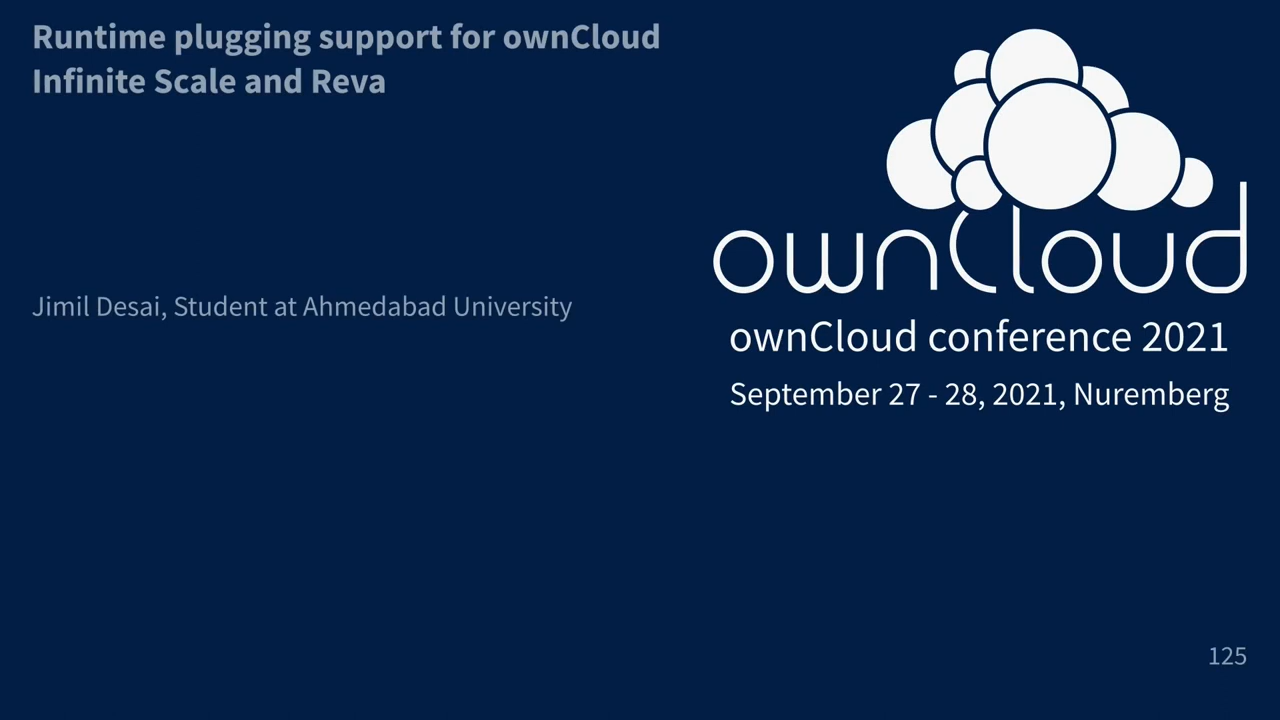 Runtime plugging support for ownCloud
Infinite Scale and Reva
Jimil Desai, Student at Ahmedabad University
ownCloud
ownCloud conference 2021
September 27 - 28, 2021, Nuremberg
125